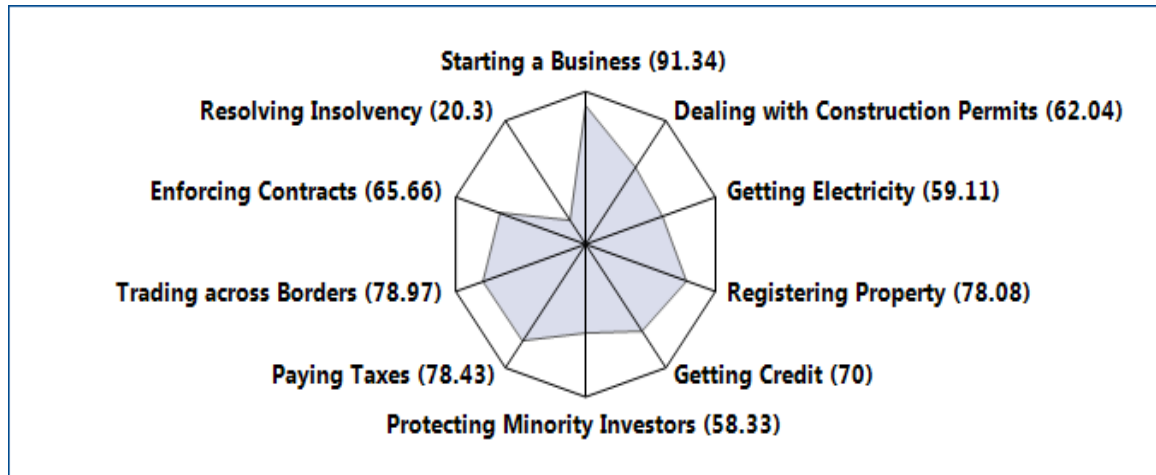 Starting a Business (91.34)
Resolving Insolvency (20.3)
Dealing with Construction Permits (62.04)
Enforcing Contracts (65.66)
Getting Electricity (59.11)
Trading across Borders (78.97)
Registering Property (78.08)
Paying Taxes (78.43)
Getting Credit (70)
Protecting Minority Investors (58.33)